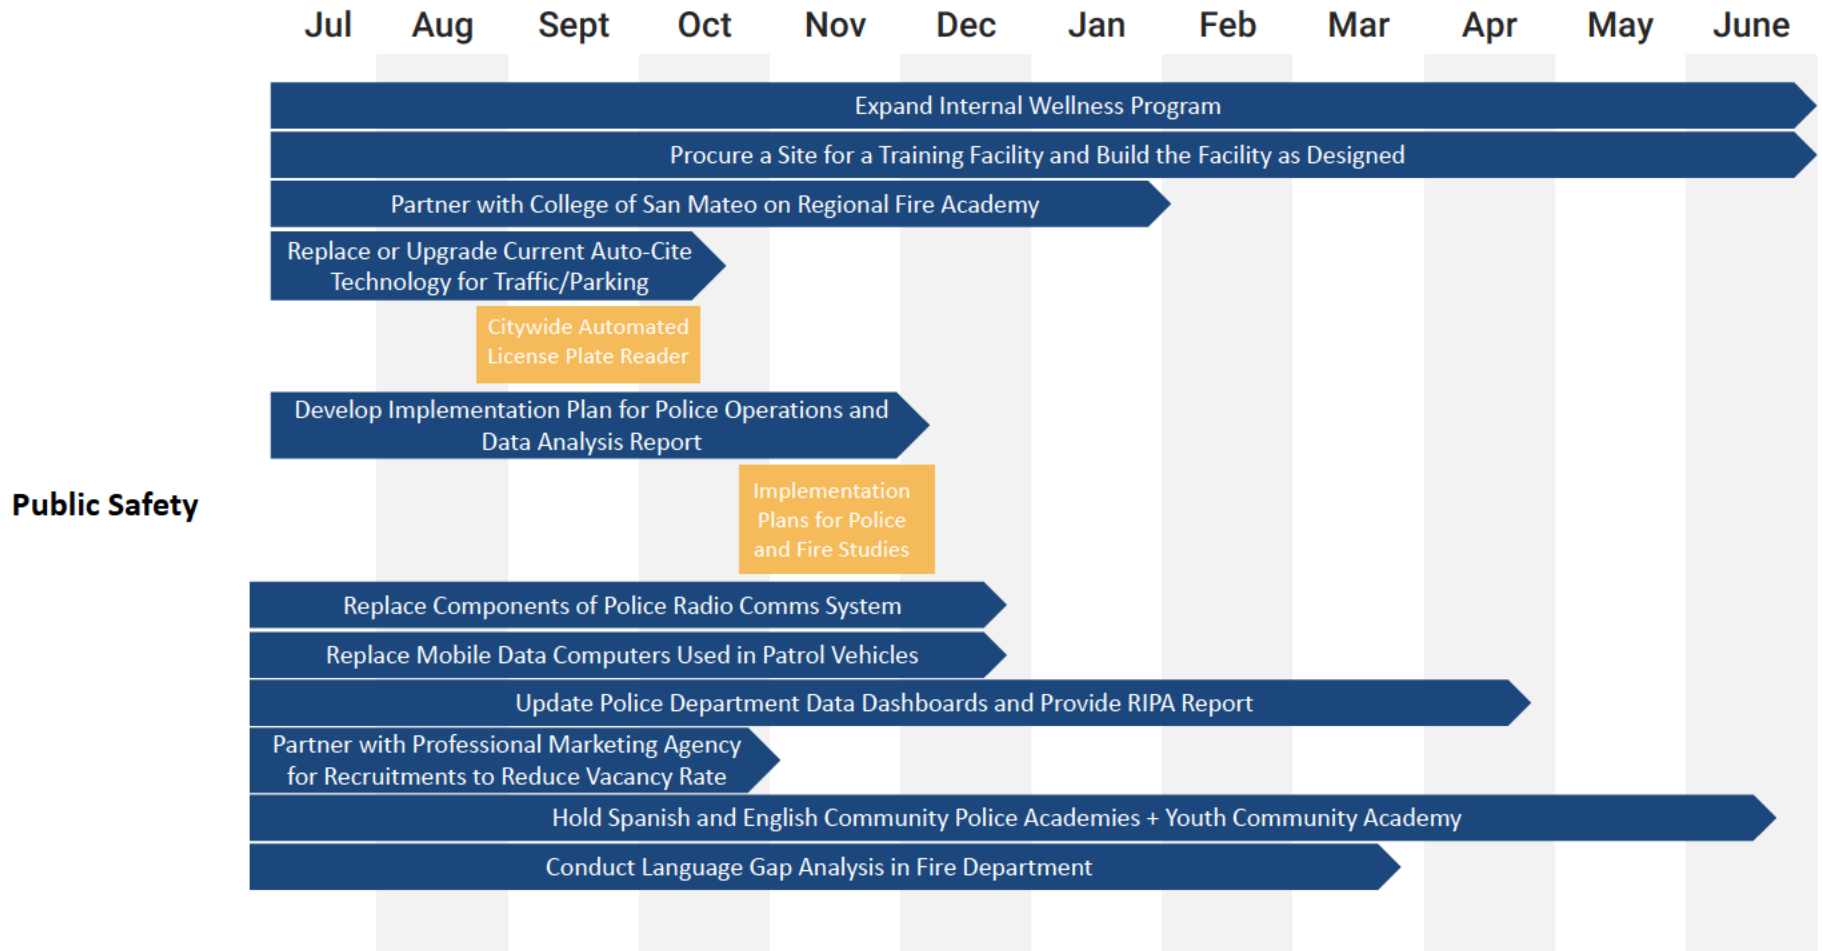 Jul Aug Sept Oct Nov Dec Jan Feb Mar Apr May June
Expand Internal Wellness Program
Procure a Site for a Training Facility and Build the Facility as Designed
Partner with College of San Mateo on Regional Fire Academy
Replace or Upgrade Current Auto-Cite
Technology for Traffic/Parking
Citywide Automated
License Plate Reader
Develop Implementation Plan for Police Operations and
Data Analysis Report
Public Safety
Implementation
Plans for Police
and Fire Studies
Replace Components of Police Radio Comms System
Replace Mobile Data Computers Used in Patrol Vehicles
Update Police Department Data Dashboards and Provide RIPA Report
Partner with Professional Marketing Agency
for Recruitments to Reduce Vacancy Rate
Hold Spanish and English Community Police Academies + Youth Community Academy
Conduct Language Gap Analysis in Fire Department